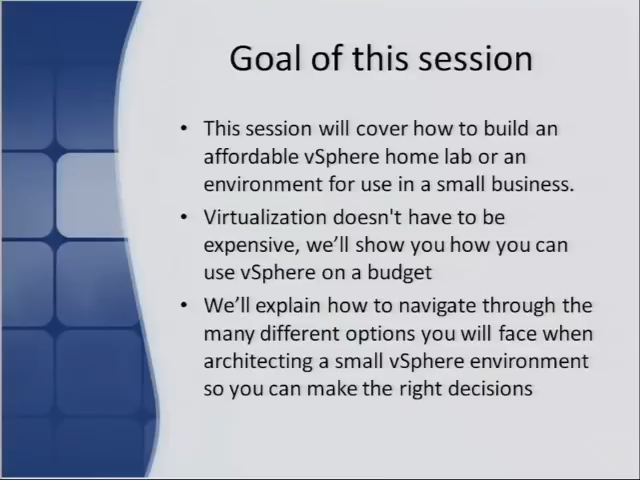 Goal of this session
• This session will cover how to build an
affordable vSphere home lab or an
environment for use in a small business.
• Virtualization doesn't have to be
expensive, we’ll show you how you can
use vSphere on a budget
• We’ll explain how to navigate through the
many different options you will face when
architecting a small vSphere environment
so you can make the right decisions